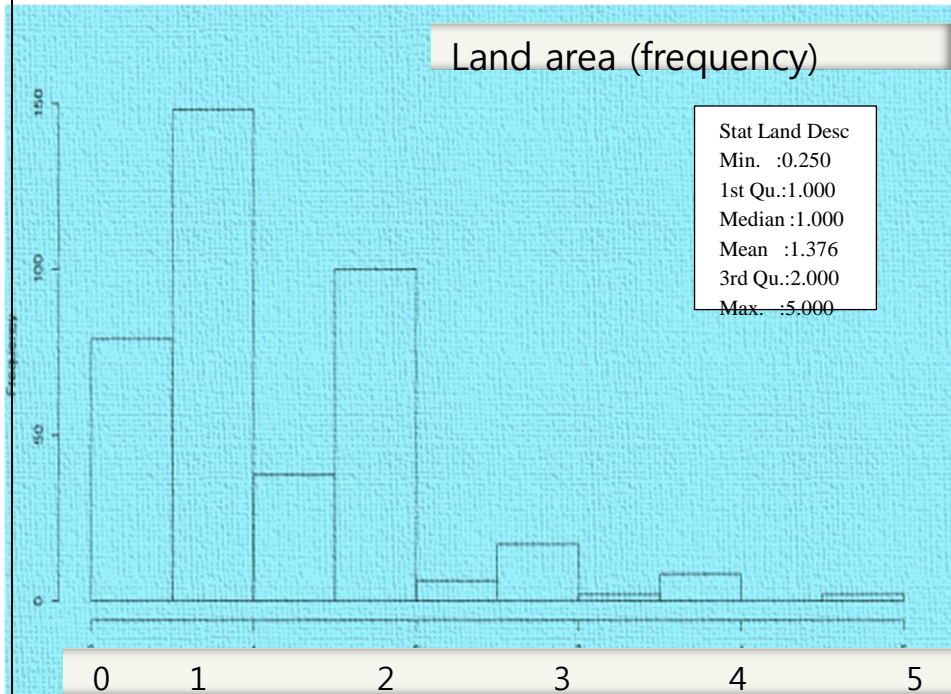 Land area (frequency)
Stat Land Desc
Min. :0.250
1st Qu.:1.000
Median :1.000
Mean :1.376
3rd Qu.:2.000
Max. :5.000
150
100
50
0
Frequency
0 1 2 3 4 5